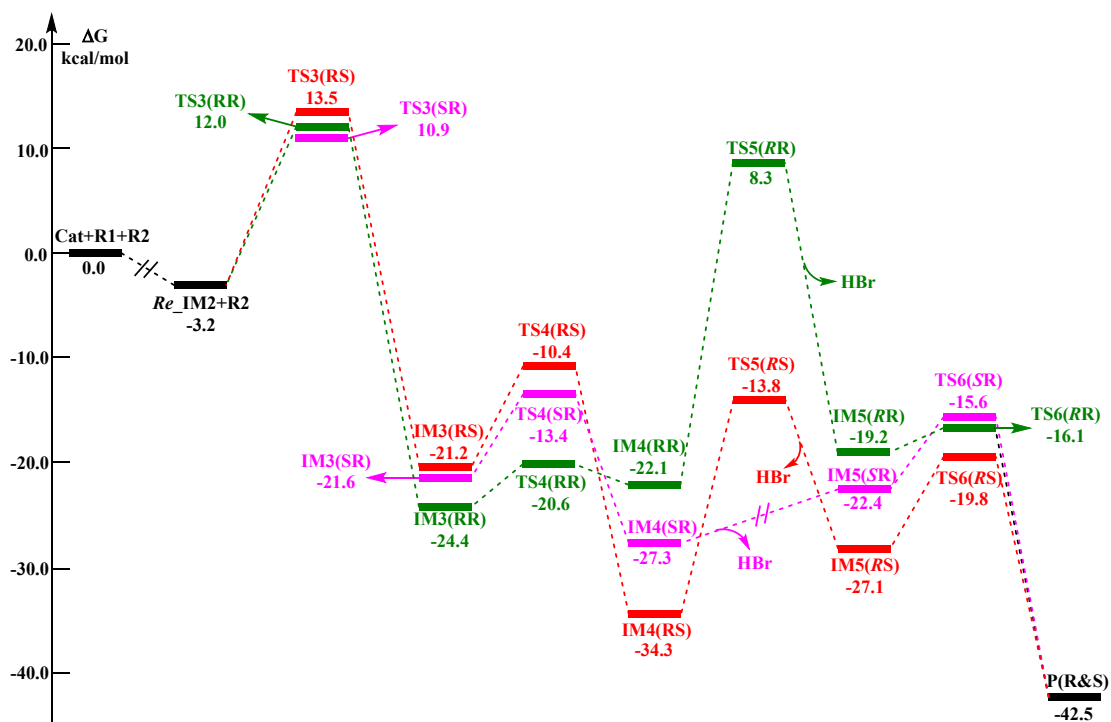 ΔG
kcal/mol
20.0
10.0
0.0
-10.0
-20.0
-30.0
-40.0
Cat+R1+R2
0.0
Re_IM2+R2
-3.2
TS3(RS)
13.5
TS3(RR)
12.0
TS3(SR)
10.9
IM3(RS)
-21.2
IM3(SR)
-21.6
IM3(RR)
-24.4
TS4(RS)
-10.4
TS4(SR)
-13.4
TS4(RR)
-20.6
IM4(RR)
-22.1
IM4(SR)
-27.3
IM4(RS)
-34.3
TS5(RR)
8.3
HBr
TS5(RS)
-13.8
HBr
HBr
IM5(RR)
-19.2
IM5(SR)
-22.4
IM5(RS)
-27.1
TS6(SR)
-15.6
TS6(RR)
-16.1
TS6(RS)
-19.8
P(R&S)
-42.5